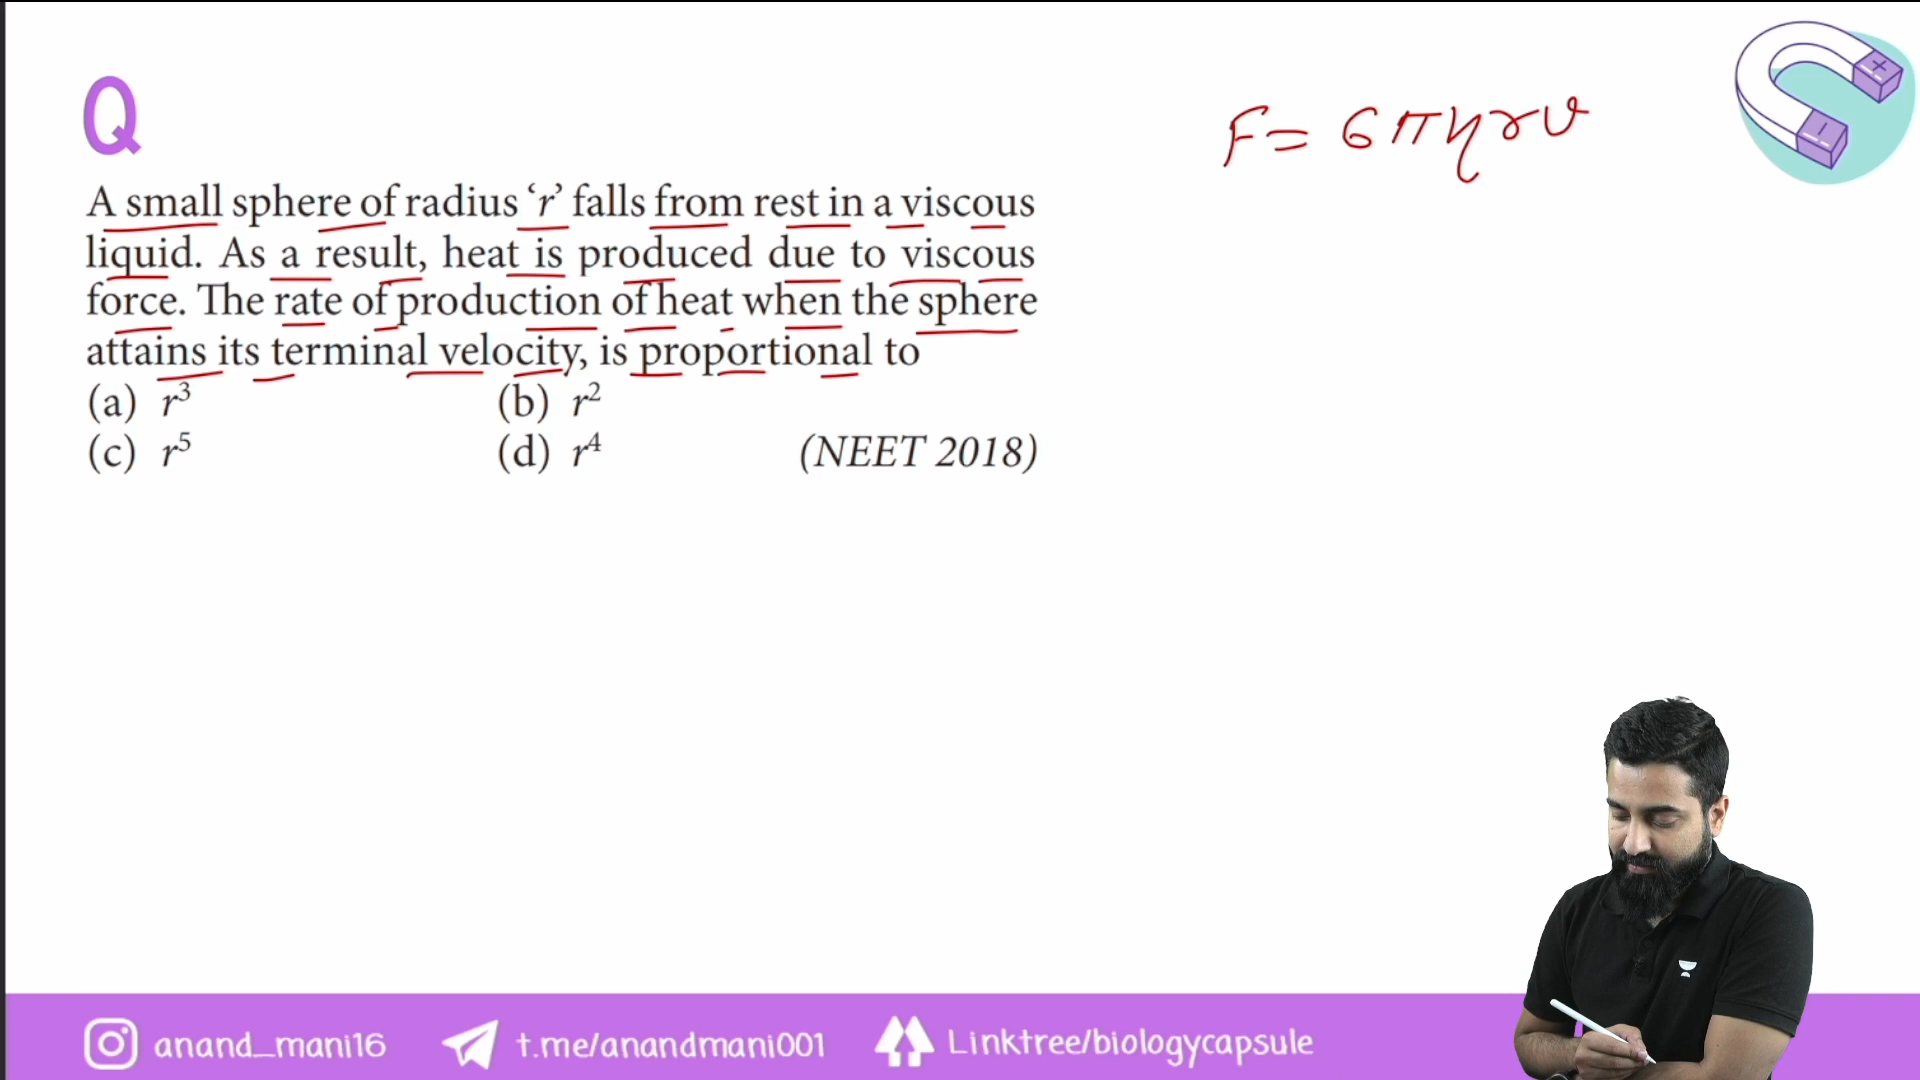 Q
F = 6πηrv
A small sphere of radius ‘r’ falls from rest in a viscous
liquid. As a result, heat is produced due to viscous
force. The rate of production of heat when the sphere
attains its terminal velocity, is proportional to
(a) r³ (b) r²
(c) r⁵ (d) r⁴ (NEET 2018)
anand_mani16 t.me/anandmani001 Linktree/biologycapsule